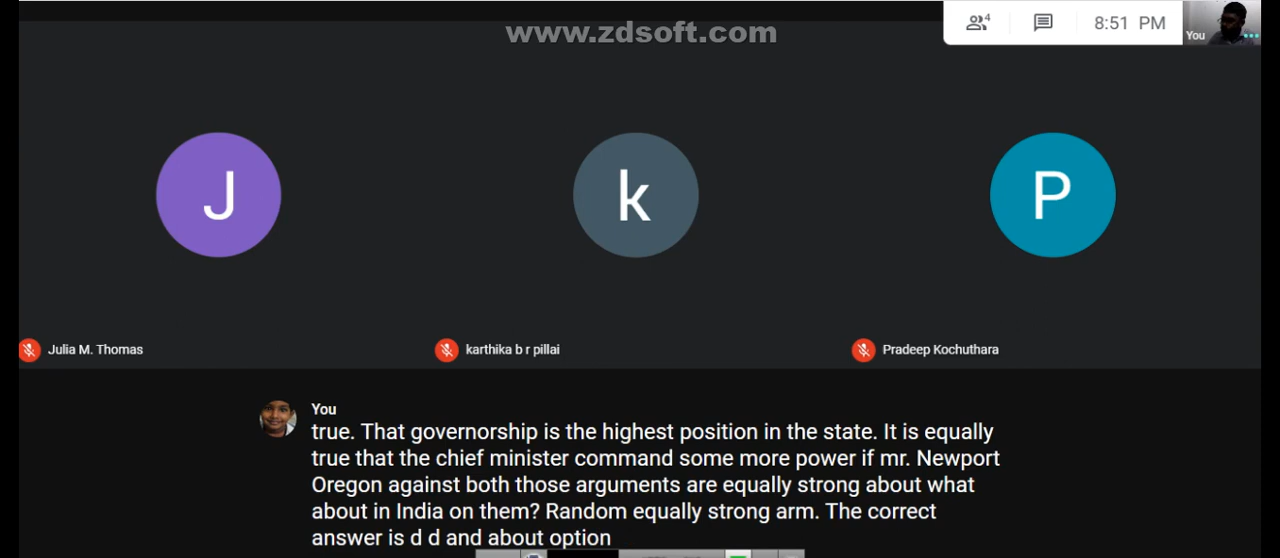 www.zdsoft.com
4
8:51 PM
You
J
k
P
Julia M. Thomas
karthika b r pillai
Pradeep Kochuthara
You
true. That governorship is the highest position in the state. It is equally
true that the chief minister command some more power if mr. Newport
Oregon against both those arguments are equally strong about what
about in India on them? Random equally strong arm. The correct
answer is d d and about option